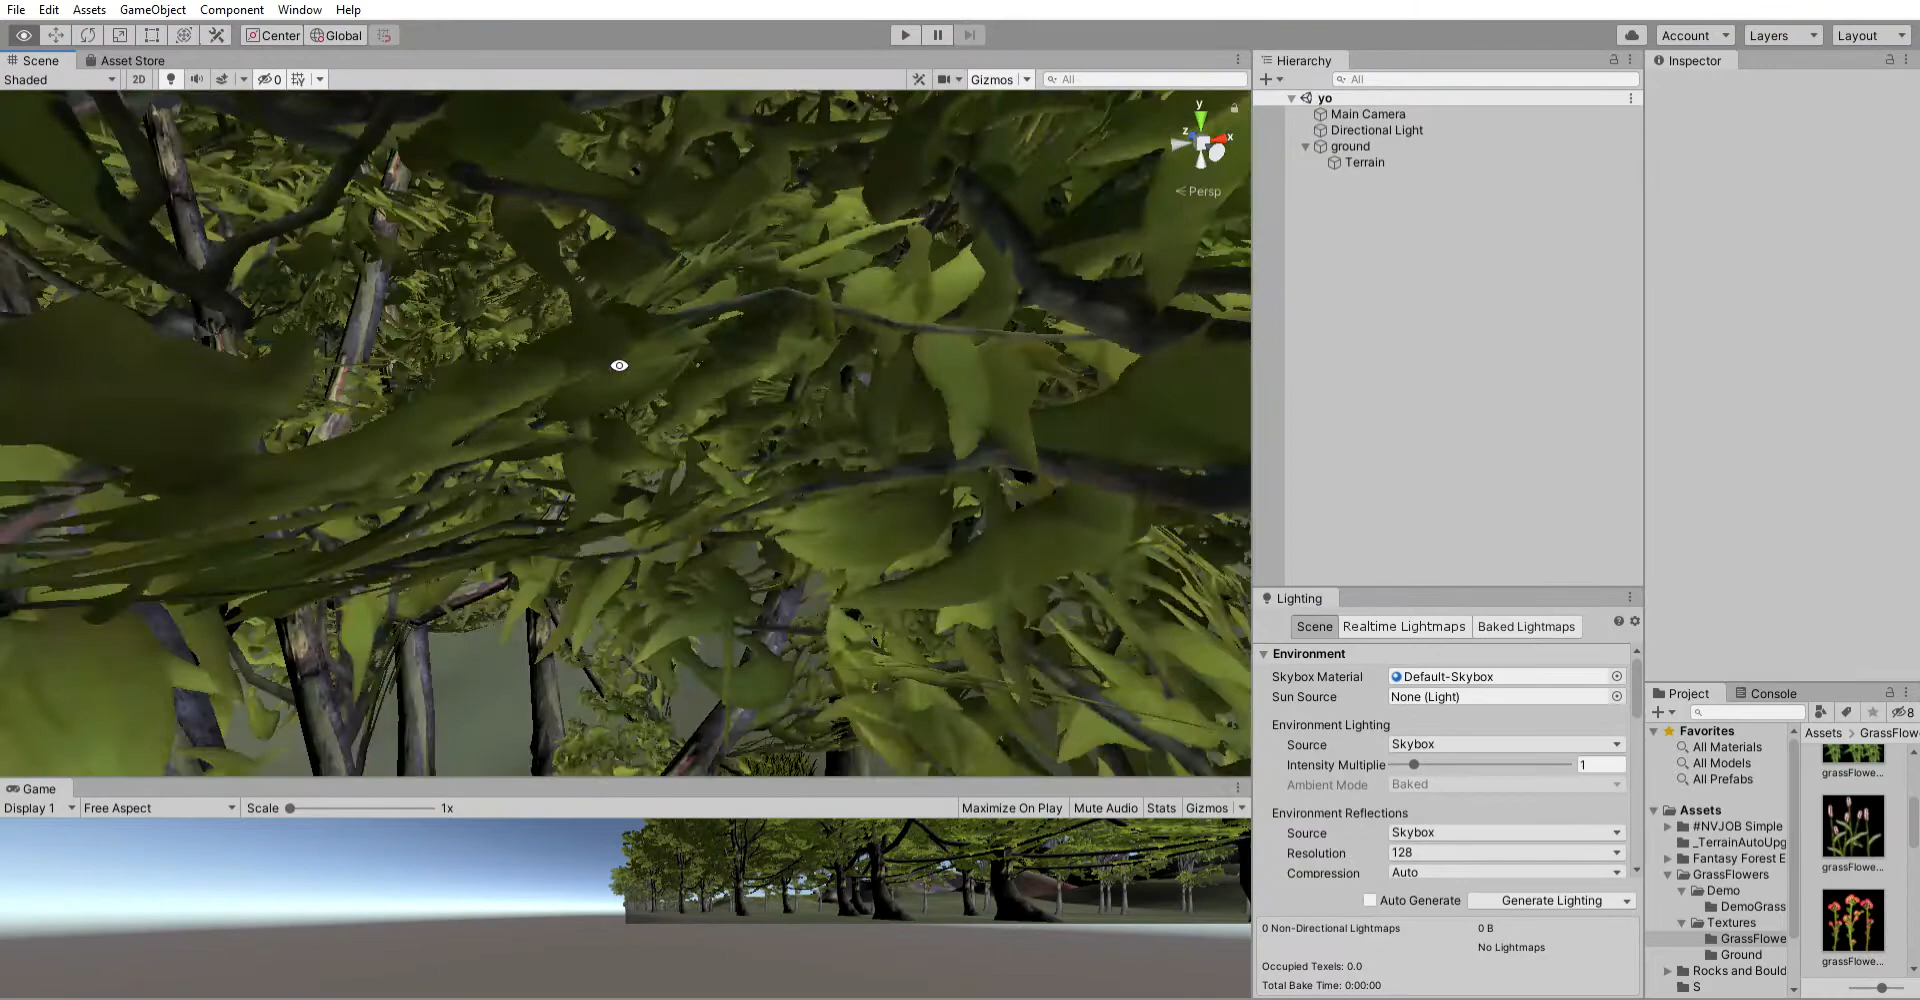 File Edit Assets GameObject Component Window Help
Center Global Account Layers Layout
Scene Asset Store
Shaded 2D 0 Gizmos All
y
z x
Persp
Hierarchy
All
yo
Main Camera
Directional Light
ground
Terrain
Inspector
Lighting
Scene Realtime Lightmaps Baked Lightmaps
Environment
Skybox Material Default-Skybox
Sun Source None (Light)
Environment Lighting
Source Skybox
Intensity Multiplie 1
Ambient Mode Baked
Environment Reflections
Source Skybox
Resolution 128
Compression Auto
Auto Generate Generate Lighting
0 Non-Directional Lightmaps 0 B
No Lightmaps
Occupied Texels: 0.0
Total Bake Time: 0:00:00
Project Console
8
Favorites
All Materials
All Models
All Prefabs
Assets
#NVJOB Simple
_TerrainAutoUpg
Fantasy Forest E
GrassFlowers
Demo
DemoGrass
Textures
GrassFlowe
Ground
Rocks and Bould
S
Assets > GrassFlowe
grassFlowe...
grassFlowe...
grassFlowe...
Game
Display 1 Free Aspect Scale 1x Maximize On Play Mute Audio Stats Gizmos